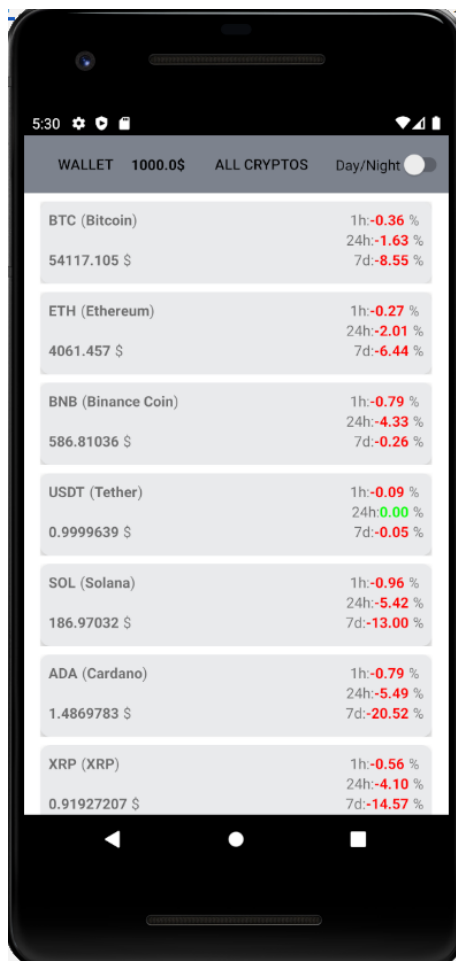 5:30
WALLET 1000.0$ ALL CRYPTOS Day/Night
BTC (Bitcoin) 1h:-0.36 %
24h:-1.63 %
54117.105 $ 7d:-8.55 %
ETH (Ethereum) 1h:-0.27 %
24h:-2.01 %
4061.457 $ 7d:-6.44 %
BNB (Binance Coin) 1h:-0.79 %
24h:-4.33 %
586.81036 $ 7d:-0.26 %
USDT (Tether) 1h:-0.09 %
24h:0.00 %
0.9999639 $ 7d:-0.05 %
SOL (Solana) 1h:-0.96 %
24h:-5.42 %
186.97032 $ 7d:-13.00 %
ADA (Cardano) 1h:-0.79 %
24h:-5.49 %
1.4869783 $ 7d:-20.52 %
XRP (XRP) 1h:-0.56 %
24h:-4.10 %
0.91927207 $ 7d:-14.57 %